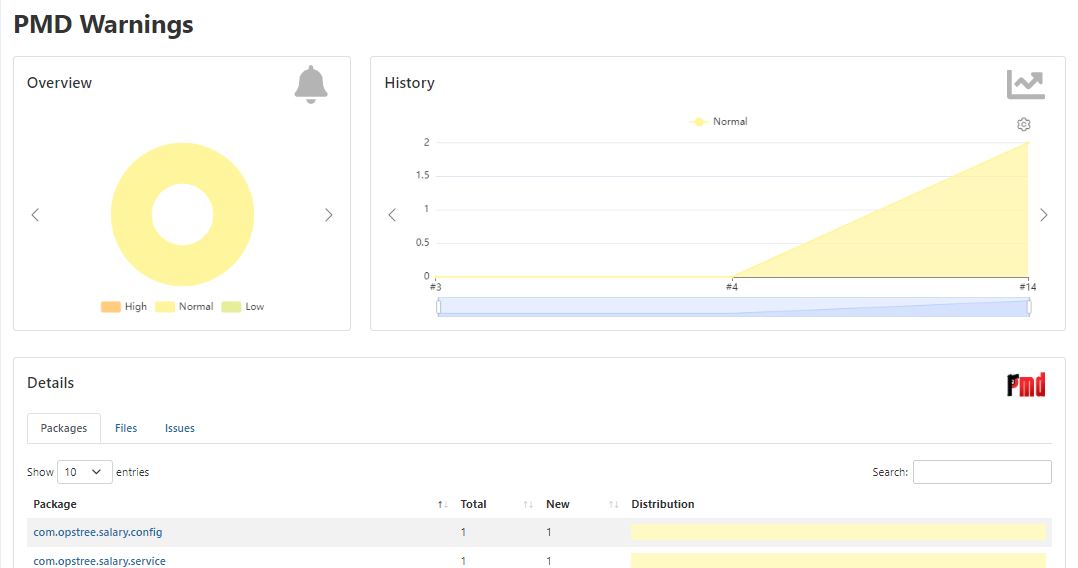 PMD Warnings
Overview
High Normal Low
History
Normal
2
1.5
1
0.5
0
#3 #4 #14
Details
Pmd
Packages Files Issues
Show 10 entries Search:
Package Total New Distribution
com.opstree.salary.config 1 1
com.opstree.salary.service 1 1